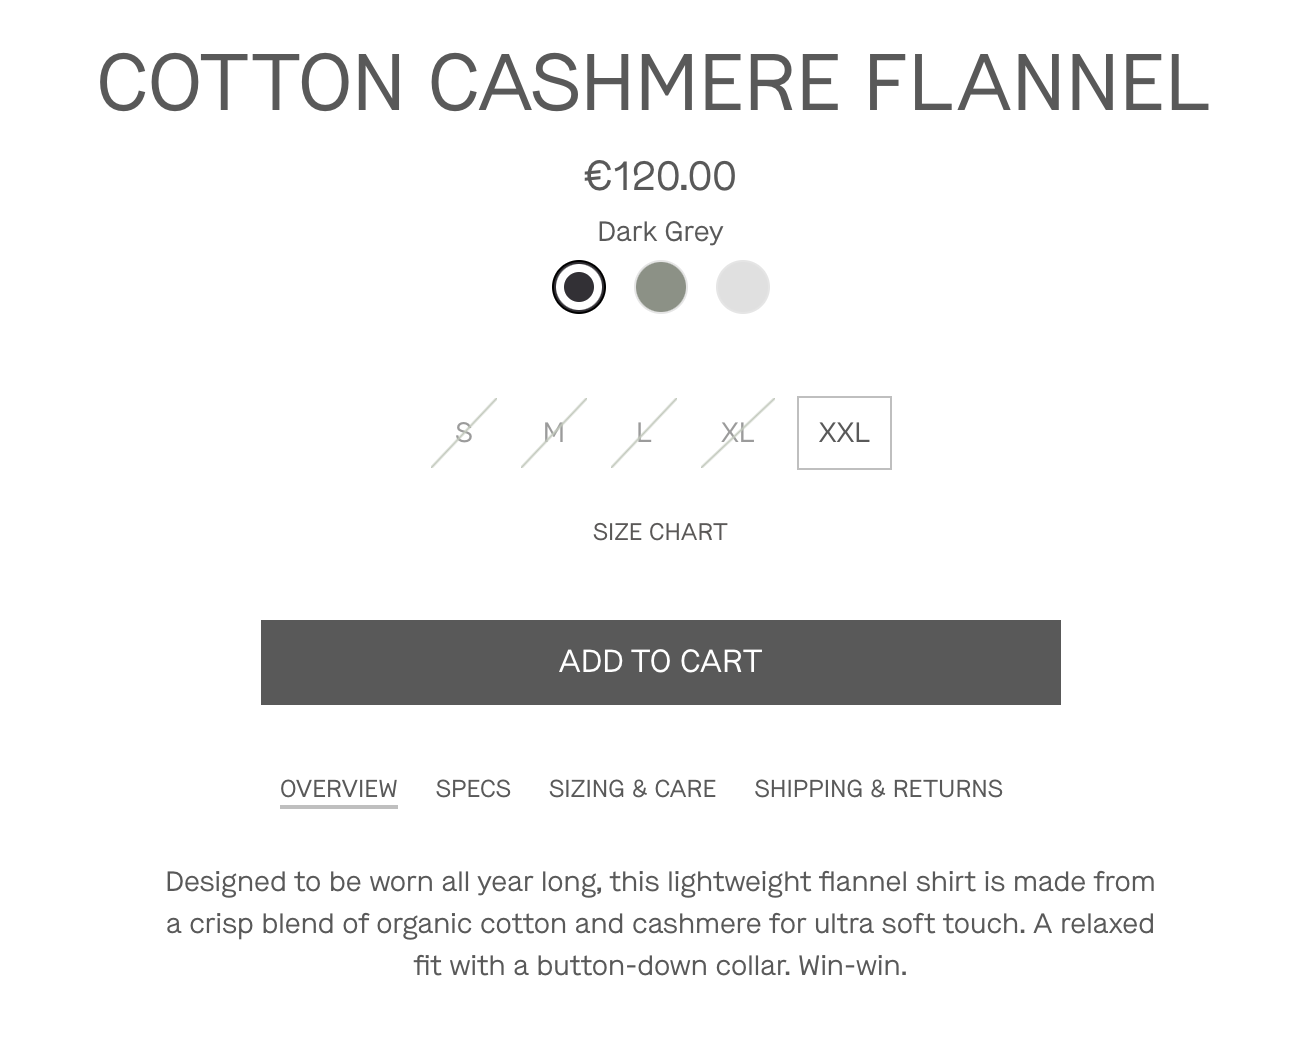 COTTON CASHMERE FLANNEL
€120.00
Dark Grey
S M L XL XXL
SIZE CHART
ADD TO CART
OVERVIEW SPECS SIZING & CARE SHIPPING & RETURNS
Designed to be worn all year long, this lightweight flannel shirt is made from
a crisp blend of organic cotton and cashmere for ultra soft touch. A relaxed
fit with a button-down collar. Win-win.